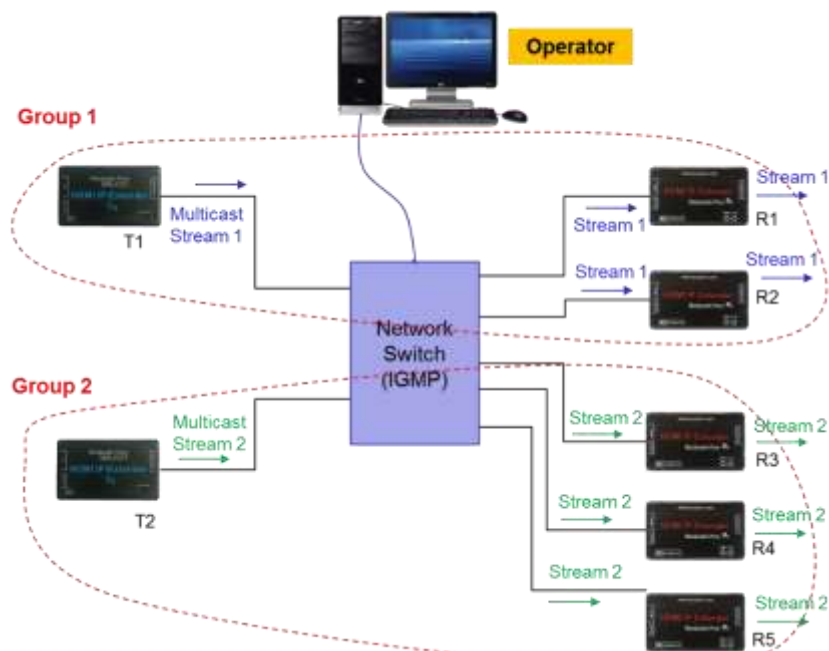 Operator
Group 1
Multicast
Stream 1
T1
Stream 1
Stream 1
R1
Stream 1
Stream 1
R2
Network
Switch
(IGMP)
Group 2
Multicast
Stream 2
T2
Stream 2
Stream 2
R3
Stream 2
Stream 2
R4
Stream 2
Stream 2
R5